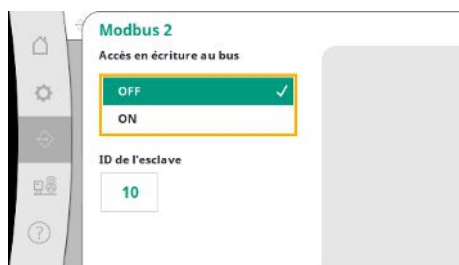 Modbus 2
Accès en écriture au bus
OFF
ON
ID de l'esclave
10